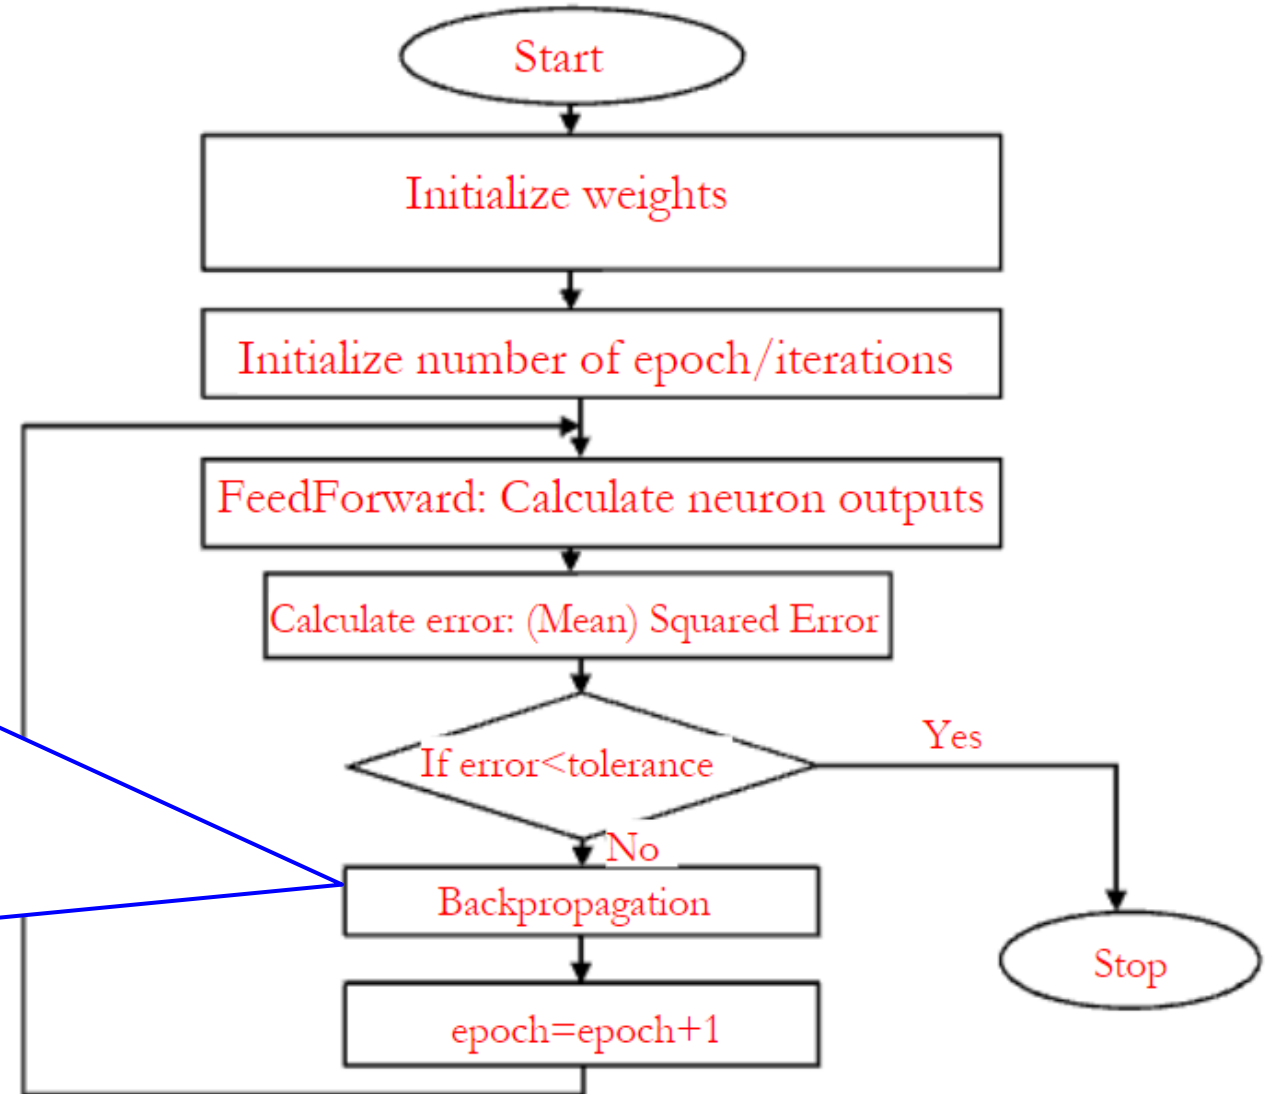 Start
Initialize weights
Initialize number of epoch/iterations
FeedForward: Calculate neuron outputs
Calculate error: (Mean) Squared Error
If error<tolerance
Yes
No
Backpropagation
Stop
epoch=epoch+1